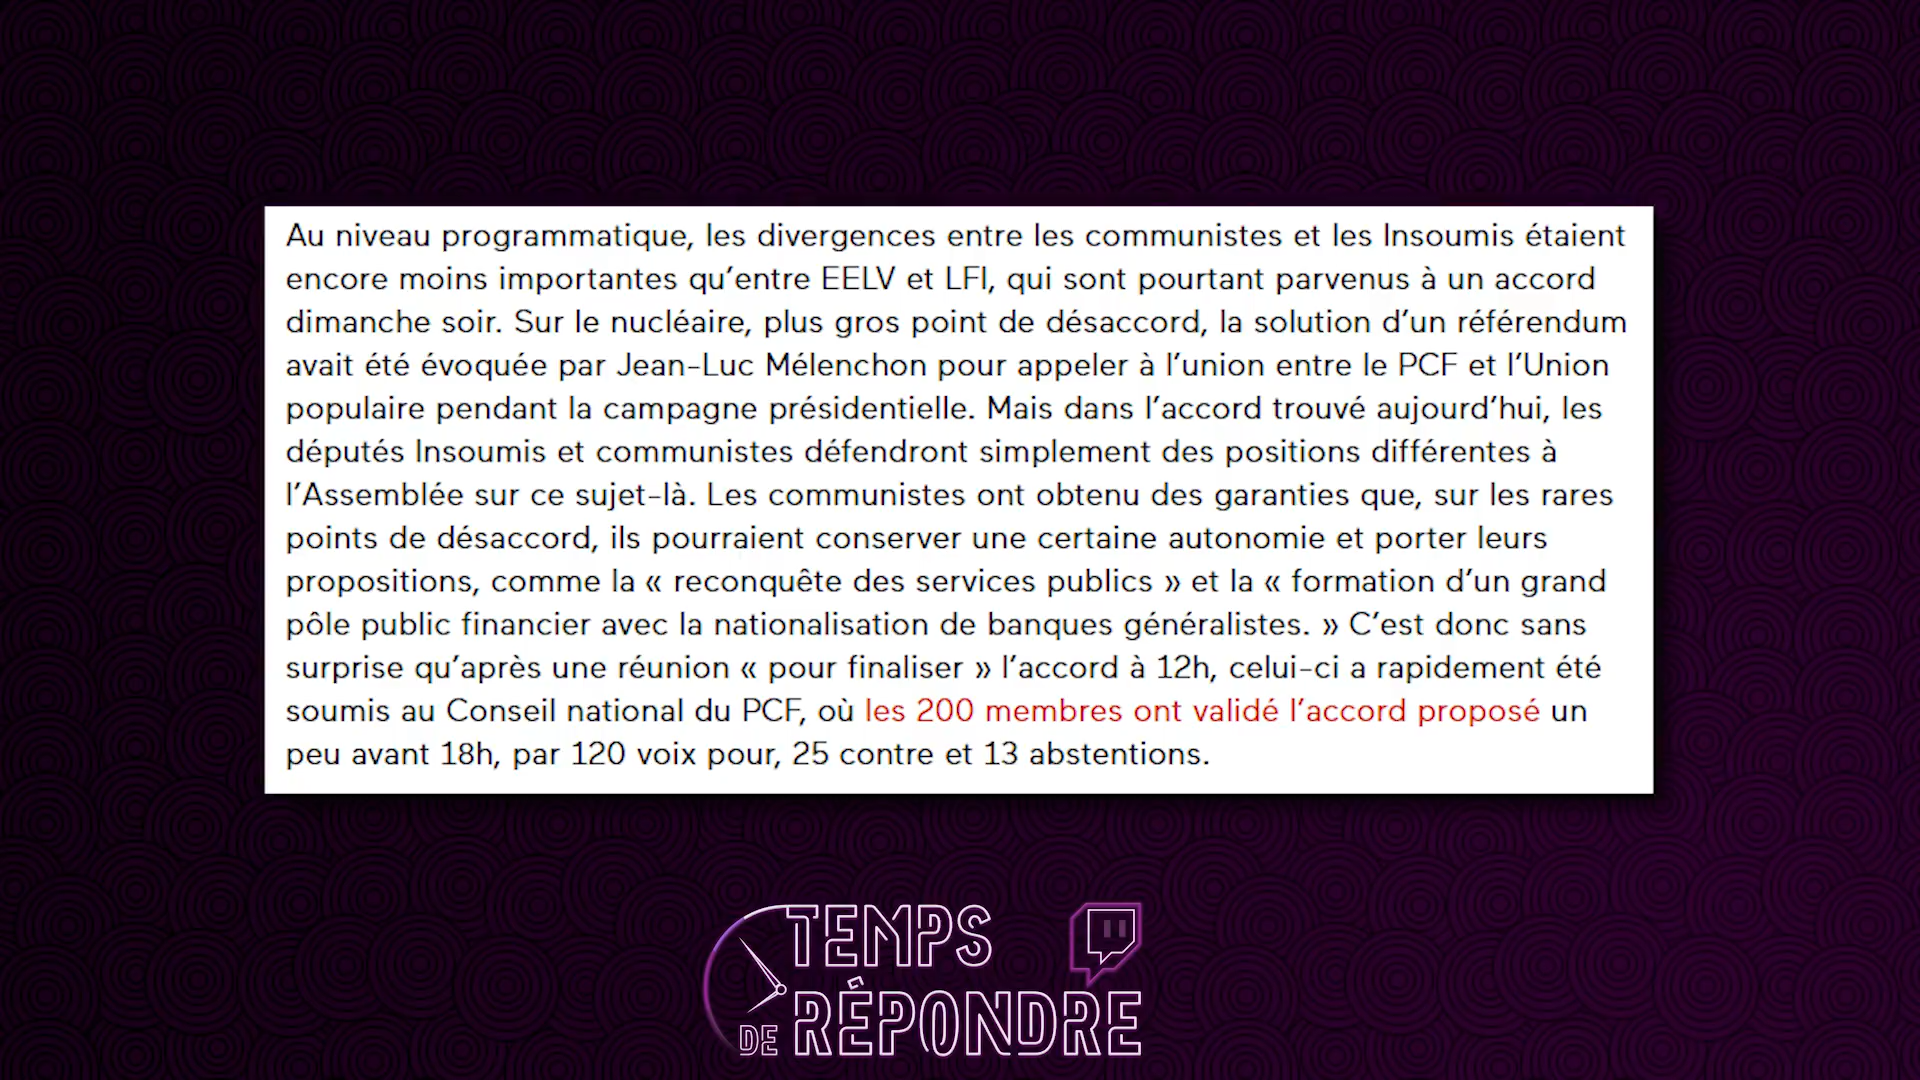 Au niveau programmatique, les divergences entre les communistes et les Insoumis étaient
encore moins importantes qu’entre EELV et LFI, qui sont pourtant parvenus à un accord
dimanche soir. Sur le nucléaire, plus gros point de désaccord, la solution d’un référendum
avait été évoquée par Jean-Luc Mélenchon pour appeler à l’union entre le PCF et l’Union
populaire pendant la campagne présidentielle. Mais dans l’accord trouvé aujourd’hui, les
députés Insoumis et communistes défendront simplement des positions différentes à
l’Assemblée sur ce sujet-là. Les communistes ont obtenu des garanties que, sur les rares
points de désaccord, ils pourraient conserver une certaine autonomie et porter leurs
propositions, comme la « reconquête des services publics » et la « formation d’un grand
pôle public financier avec la nationalisation de banques généralistes. » C’est donc sans
surprise qu’après une réunion « pour finaliser » l’accord à 12h, celui-ci a rapidement été
soumis au Conseil national du PCF, où les 200 membres ont validé l’accord proposé un
peu avant 18h, par 120 voix pour, 25 contre et 13 abstentions.
TEMPS
DE RÉPONDRE